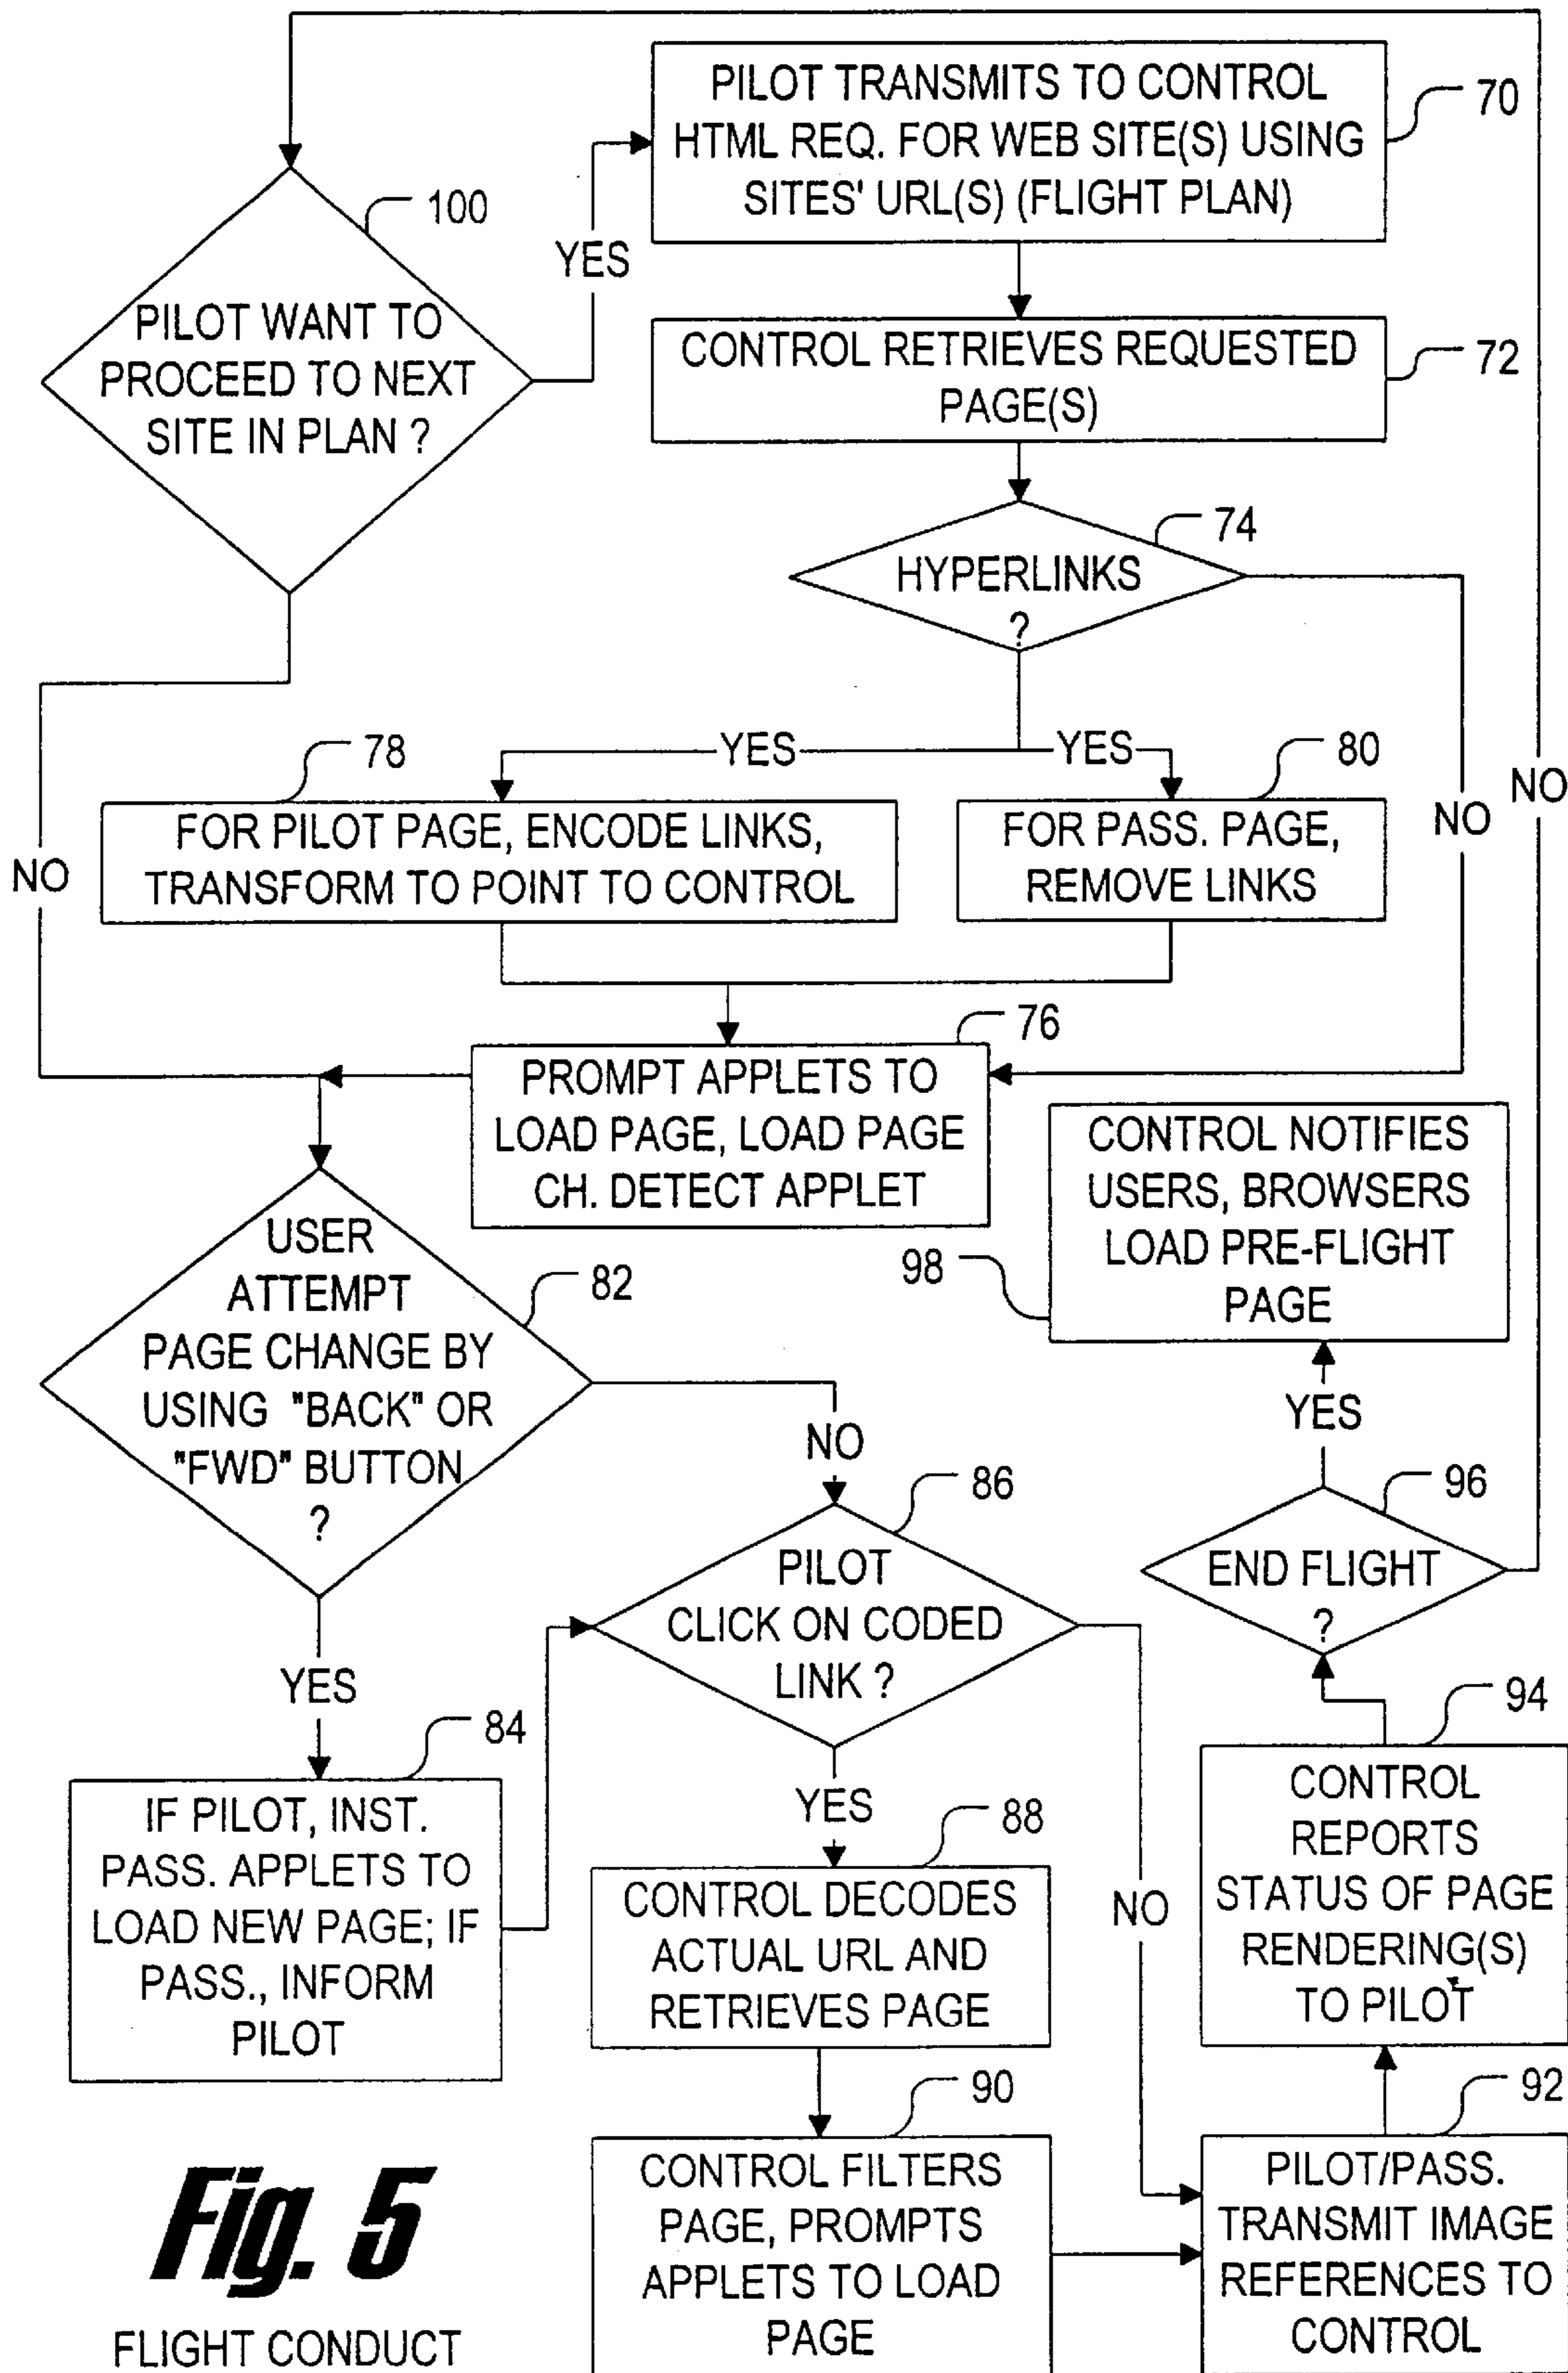 PILOT TRANSMITS TO CONTROL
HTML REQ. FOR WEB SITE(S) USING
SITES' URL(S) (FLIGHT PLAN)
70
100
YES
PILOT WANT TO
PROCEED TO NEXT
SITE IN PLAN ?
CONTROL RETRIEVES REQUESTED
PAGE(S)
72
74
HYPERLINKS
?
78
YES
YES
80
NO
NO
FOR PILOT PAGE, ENCODE LINKS,
TRANSFORM TO POINT TO CONTROL
FOR PASS. PAGE,
REMOVE LINKS
NO
76
PROMPT APPLETS TO
LOAD PAGE, LOAD PAGE
CH. DETECT APPLET
CONTROL NOTIFIES
USERS, BROWSERS
LOAD PRE-FLIGHT
PAGE
98
USER
ATTEMPT
PAGE CHANGE BY
USING "BACK" OR
"FWD" BUTTON
?
82
NO
YES
86
96
PILOT
CLICK ON CODED
LINK ?
END FLIGHT
?
YES
84
94
IF PILOT, INST.
PASS. APPLETS TO
LOAD NEW PAGE; IF
PASS., INFORM
PILOT
YES
88
CONTROL DECODES
ACTUAL URL AND
RETRIEVES PAGE
NO
CONTROL
REPORTS
STATUS OF PAGE
RENDERING(S)
TO PILOT
90
92
CONTROL FILTERS
PAGE, PROMPTS
APPLETS TO LOAD
PAGE
PILOT/PASS.
TRANSMIT IMAGE
REFERENCES TO
CONTROL
Fig. 5
FLIGHT CONDUCT